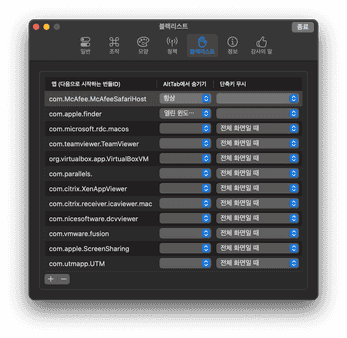 블랙리스트
종료
일반
조작
모양
정책
블랙리스트
정보
감사의 말
앱 (다음으로 시작하는 번들ID)
AltTab에서 숨기기
단축키 무시
com.McAfee.McAfeeSafariHost
항상
com.apple.finder
열린 윈도…
com.microsoft.rdc.macos
전체 화면일 때
com.teamviewer.TeamViewer
전체 화면일 때
org.virtualbox.app.VirtualBoxVM
전체 화면일 때
com.parallels.
전체 화면일 때
com.citrix.XenAppViewer
전체 화면일 때
com.citrix.receiver.icaviewer.mac
전체 화면일 때
com.nicesoftware.dcvviewer
전체 화면일 때
com.vmware.fusion
전체 화면일 때
com.apple.ScreenSharing
전체 화면일 때
com.utmapp.UTM
전체 화면일 때